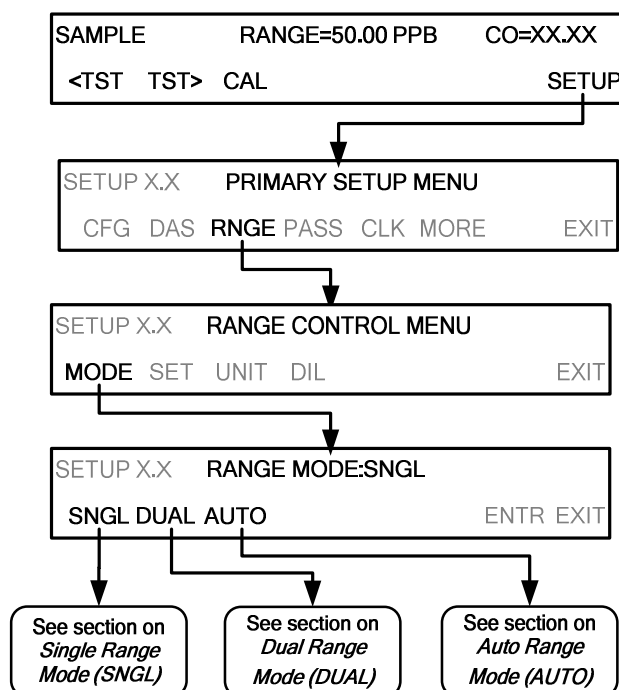 SAMPLE RANGE=50.00 PPB CO=XX.XX
<TST TST> CAL SETUP
SETUP X.X PRIMARY SETUP MENU
CFG DAS RNGE PASS CLK MORE EXIT
SETUP X.X RANGE CONTROL MENU
MODE SET UNIT DIL EXIT
SETUP X.X RANGE MODE:SNGL
SNGL DUAL AUTO ENTR EXIT
See section on
Single Range
Mode (SNGL)
See section on
Dual Range
Mode (DUAL)
See section on
Auto Range
Mode (AUTO)